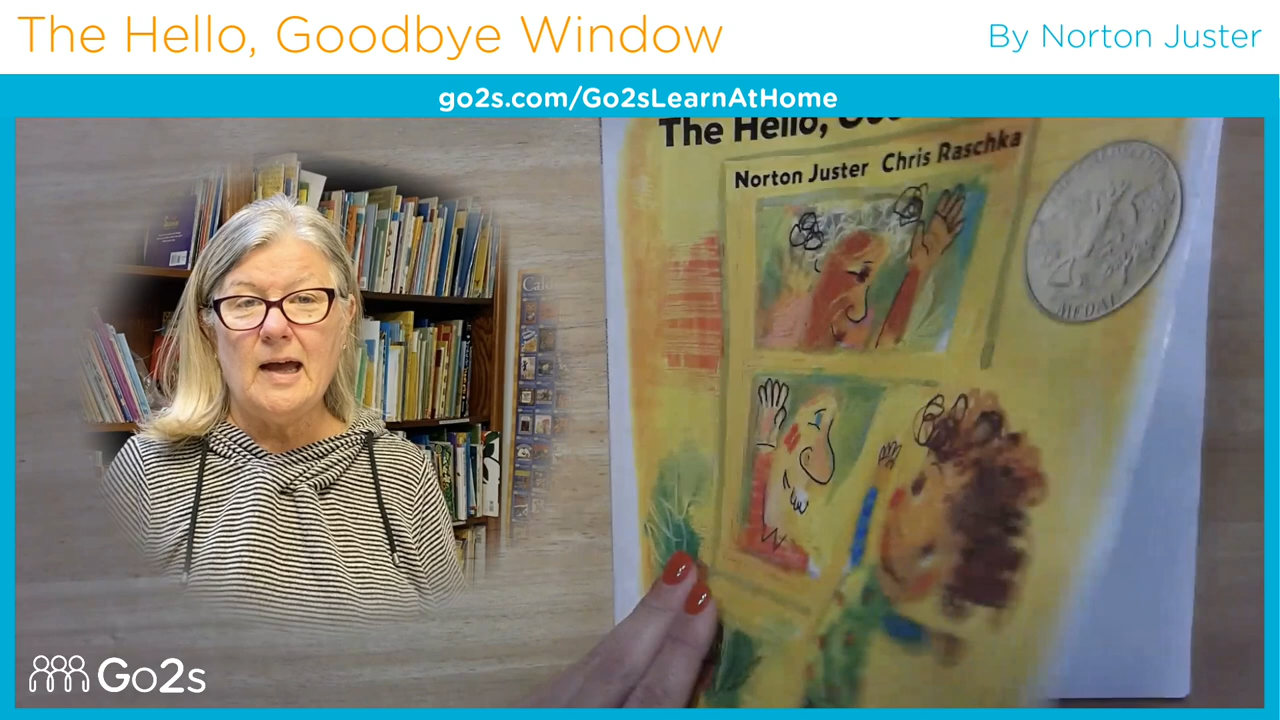 The Hello, Goodbye Window
By Norton Juster
go2s.com/Go2sLearnAtHome
The Hello,
Norton Juster Chris Raschka
MEDAL
Go2s